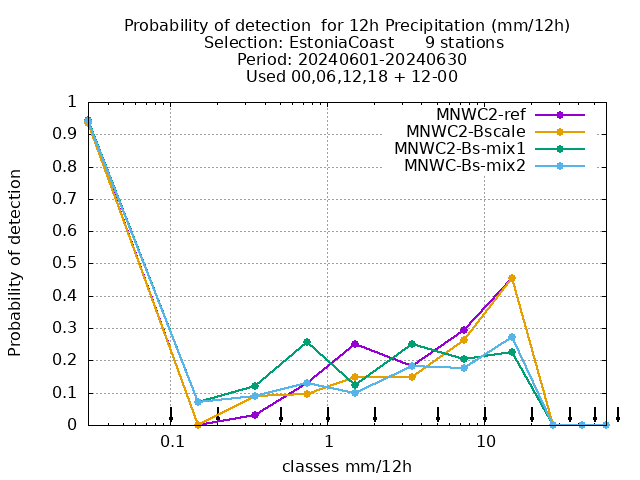 Probability of detection  for 12h Precipitation (mm/12h)
Selection: EstoniaCoast      9 stations
Period: 20240601-20240630
Used 00,06,12,18 + 12-00
MNWC2-ref
MNWC2-Bscale
MNWC2-Bs-mix1
MNWC-Bs-mix2
Probability of detection
1
0.9
0.8
0.7
0.6
0.5
0.4
0.3
0.2
0.1
0
0.1 1 10
classes mm/12h